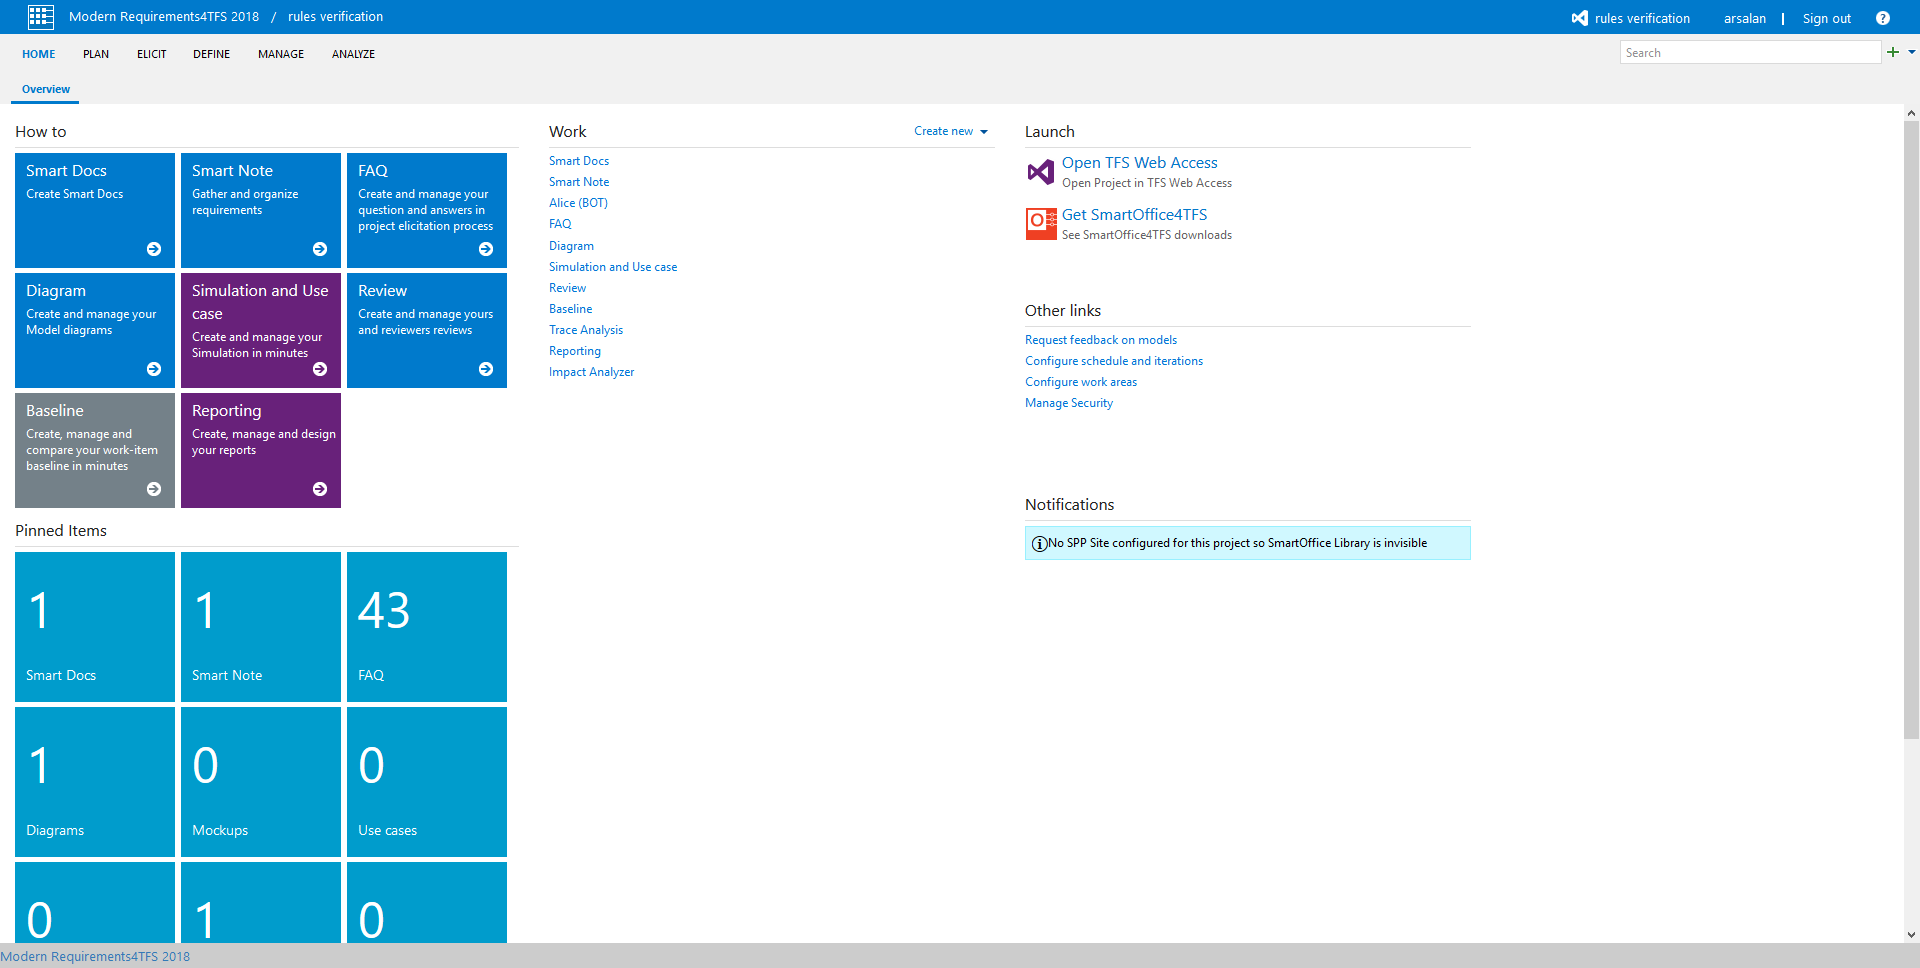 Modern Requirements4TFS 2018 / rules verification
rules verification arsalan | Sign out ?
HOME PLAN ELICIT DEFINE MANAGE ANALYZE
Search
Overview
How to
Smart Docs
Create Smart Docs
Smart Note
Gather and organize
requirements
FAQ
Create and manage your
question and answers in
project elicitation process
Diagram
Create and manage your
Model diagrams
Simulation and Use
case
Create and manage your
Simulation in minutes
Review
Create and manage yours
and reviewers reviews
Baseline
Create, manage and
compare your work-item
baseline in minutes
Reporting
Create, manage and design
your reports
Pinned Items
1
Smart Docs
1
Smart Note
43
FAQ
1
Diagrams
0
Mockups
0
Use cases
0
1
0
Work
Create new
Smart Docs
Smart Note
Alice (BOT)
FAQ
Diagram
Simulation and Use case
Review
Baseline
Trace Analysis
Reporting
Impact Analyzer
Launch
Open TFS Web Access
Open Project in TFS Web Access
Get SmartOffice4TFS
See SmartOffice4TFS downloads
Other links
Request feedback on models
Configure schedule and iterations
Configure work areas
Manage Security
Notifications
No SPP Site configured for this project so SmartOffice Library is invisible
Modern Requirements4TFS 2018